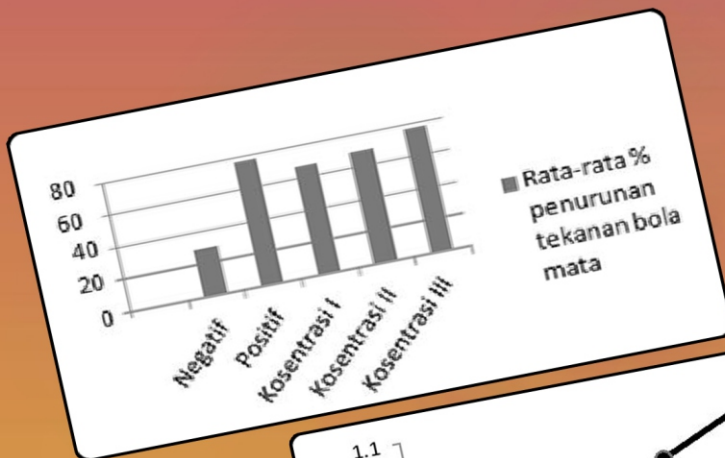 80
60
40
20
0
Negatif
Positif
Kosentrasi I
Kosentrasi II
Kosentrasi III
Rata-rata %
penurunan
tekanan bola
mata
1.1